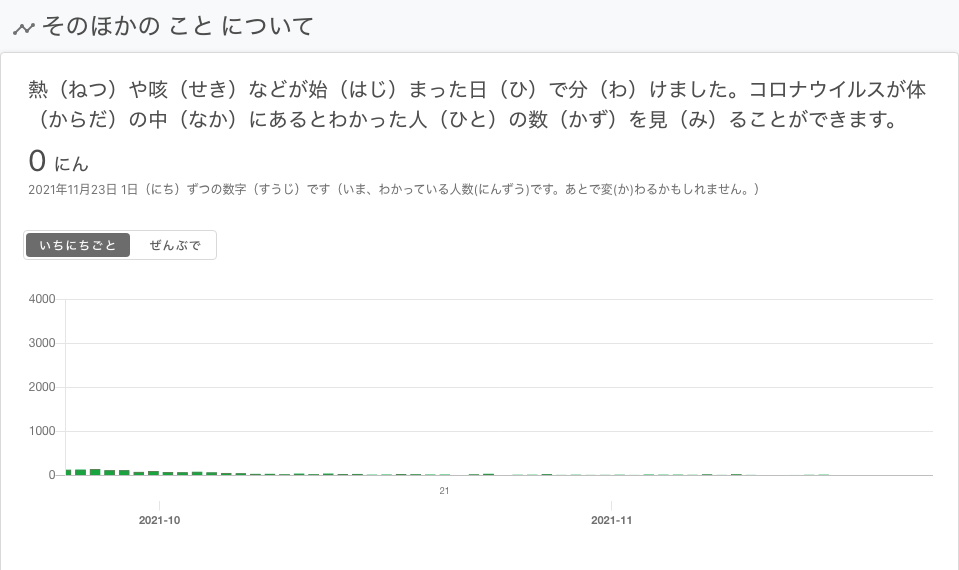 そのほかの こと について
熱（ねつ）や咳（せき）などが始（はじ）まった日（ひ）で分（わ）けました。コロナウイルスが体
（からだ）の中（なか）にあるとわかった人（ひと）の数（かず）を見（み）ることができます。
0 にん
2021年11月23日 1日（にち）ずつの数字（すうじ）です（いま、わかっている人数(にんずう)です。あとで変(か)わるかもしれません。）
いちにちごと ぜんぶで
4000
3000
2000
1000
0
21
2021-10 2021-11